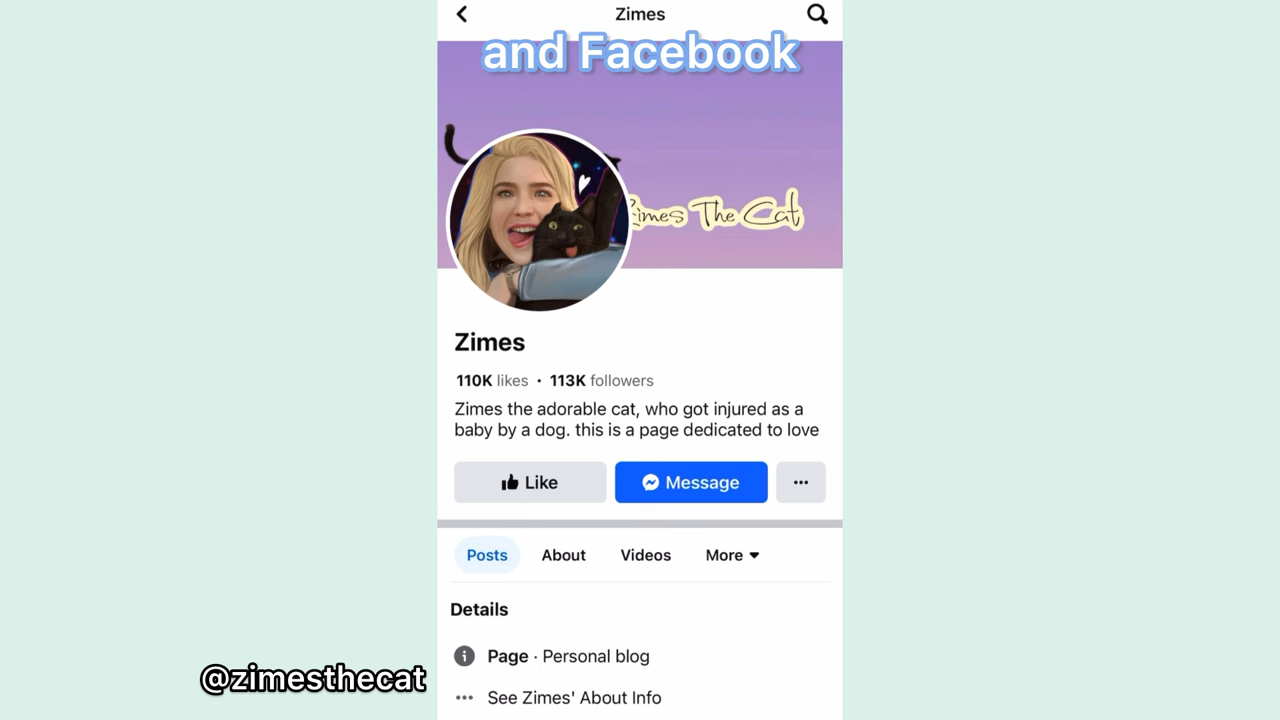 Zimes
and Facebook
Zimes The Cat
Zimes
110K likes · 113K followers
Zimes the adorable cat, who got injured as a
baby by a dog. this is a page dedicated to love
Like
Message
Posts
About
Videos
More
Details
Page · Personal blog
See Zimes' About Info
@zimesthecat